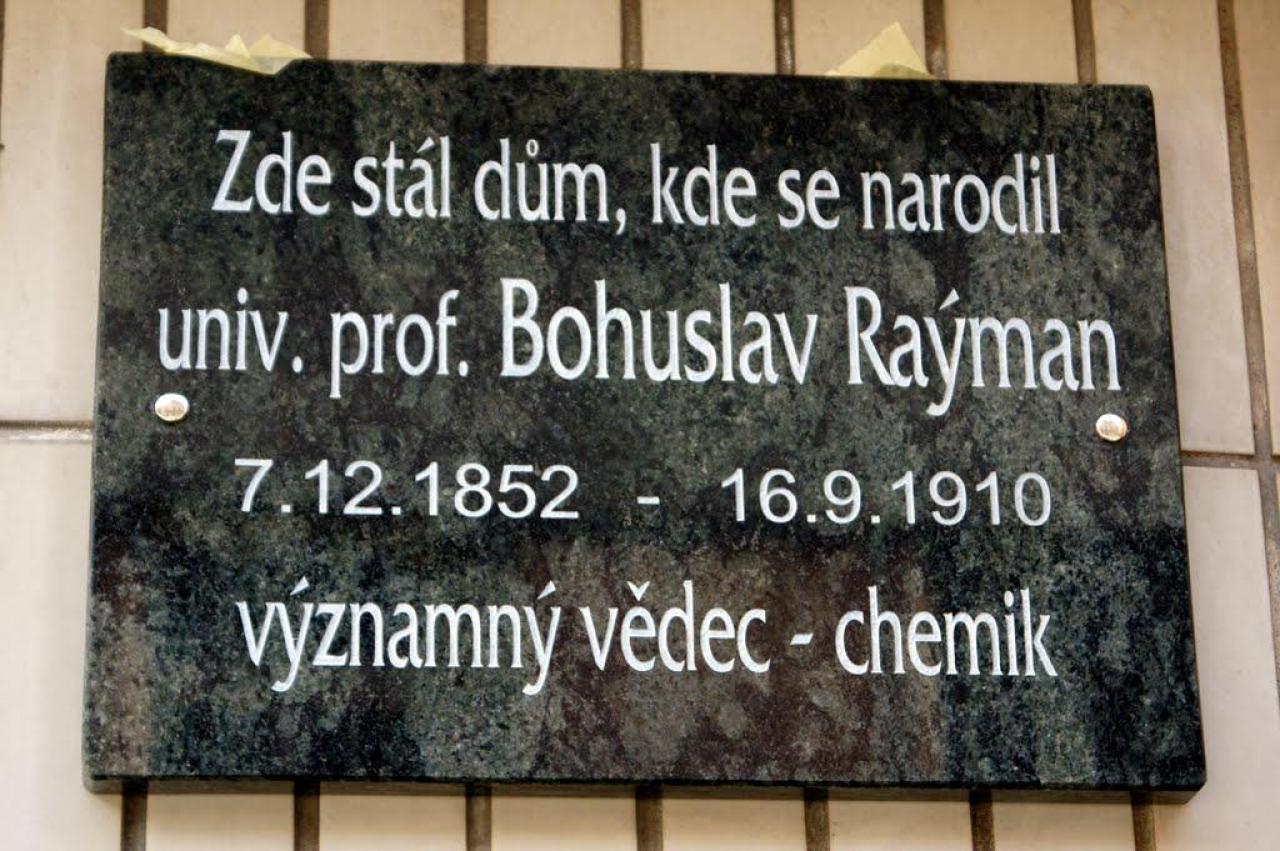 Zde stál dům, kde se narodil
univ. prof. Bohuslav Raýman
7.12.1852 - 16.9.1910
významný vědec - chemik